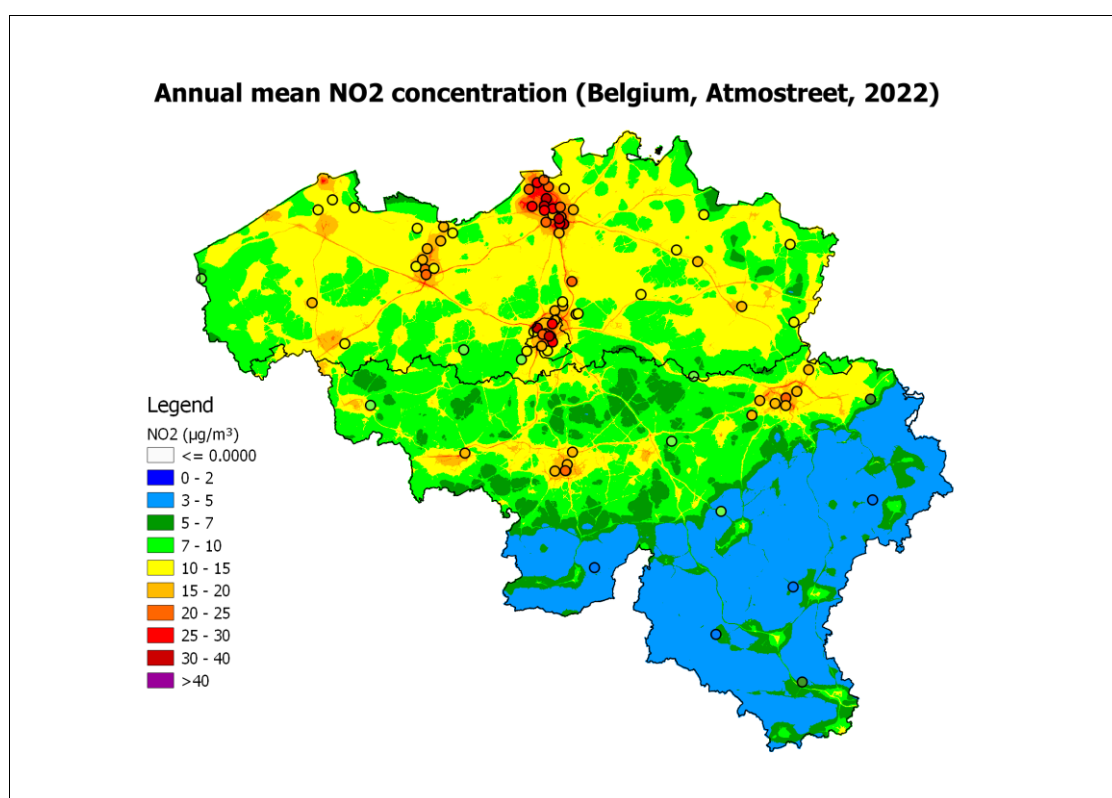 Annual mean NO2 concentration (Belgium, Atmostreet, 2022)
Legend
NO2 (µg/m³)
<= 0.0000
0 - 2
3 - 5
5 - 7
7 - 10
10 - 15
15 - 20
20 - 25
25 - 30
30 - 40
>40